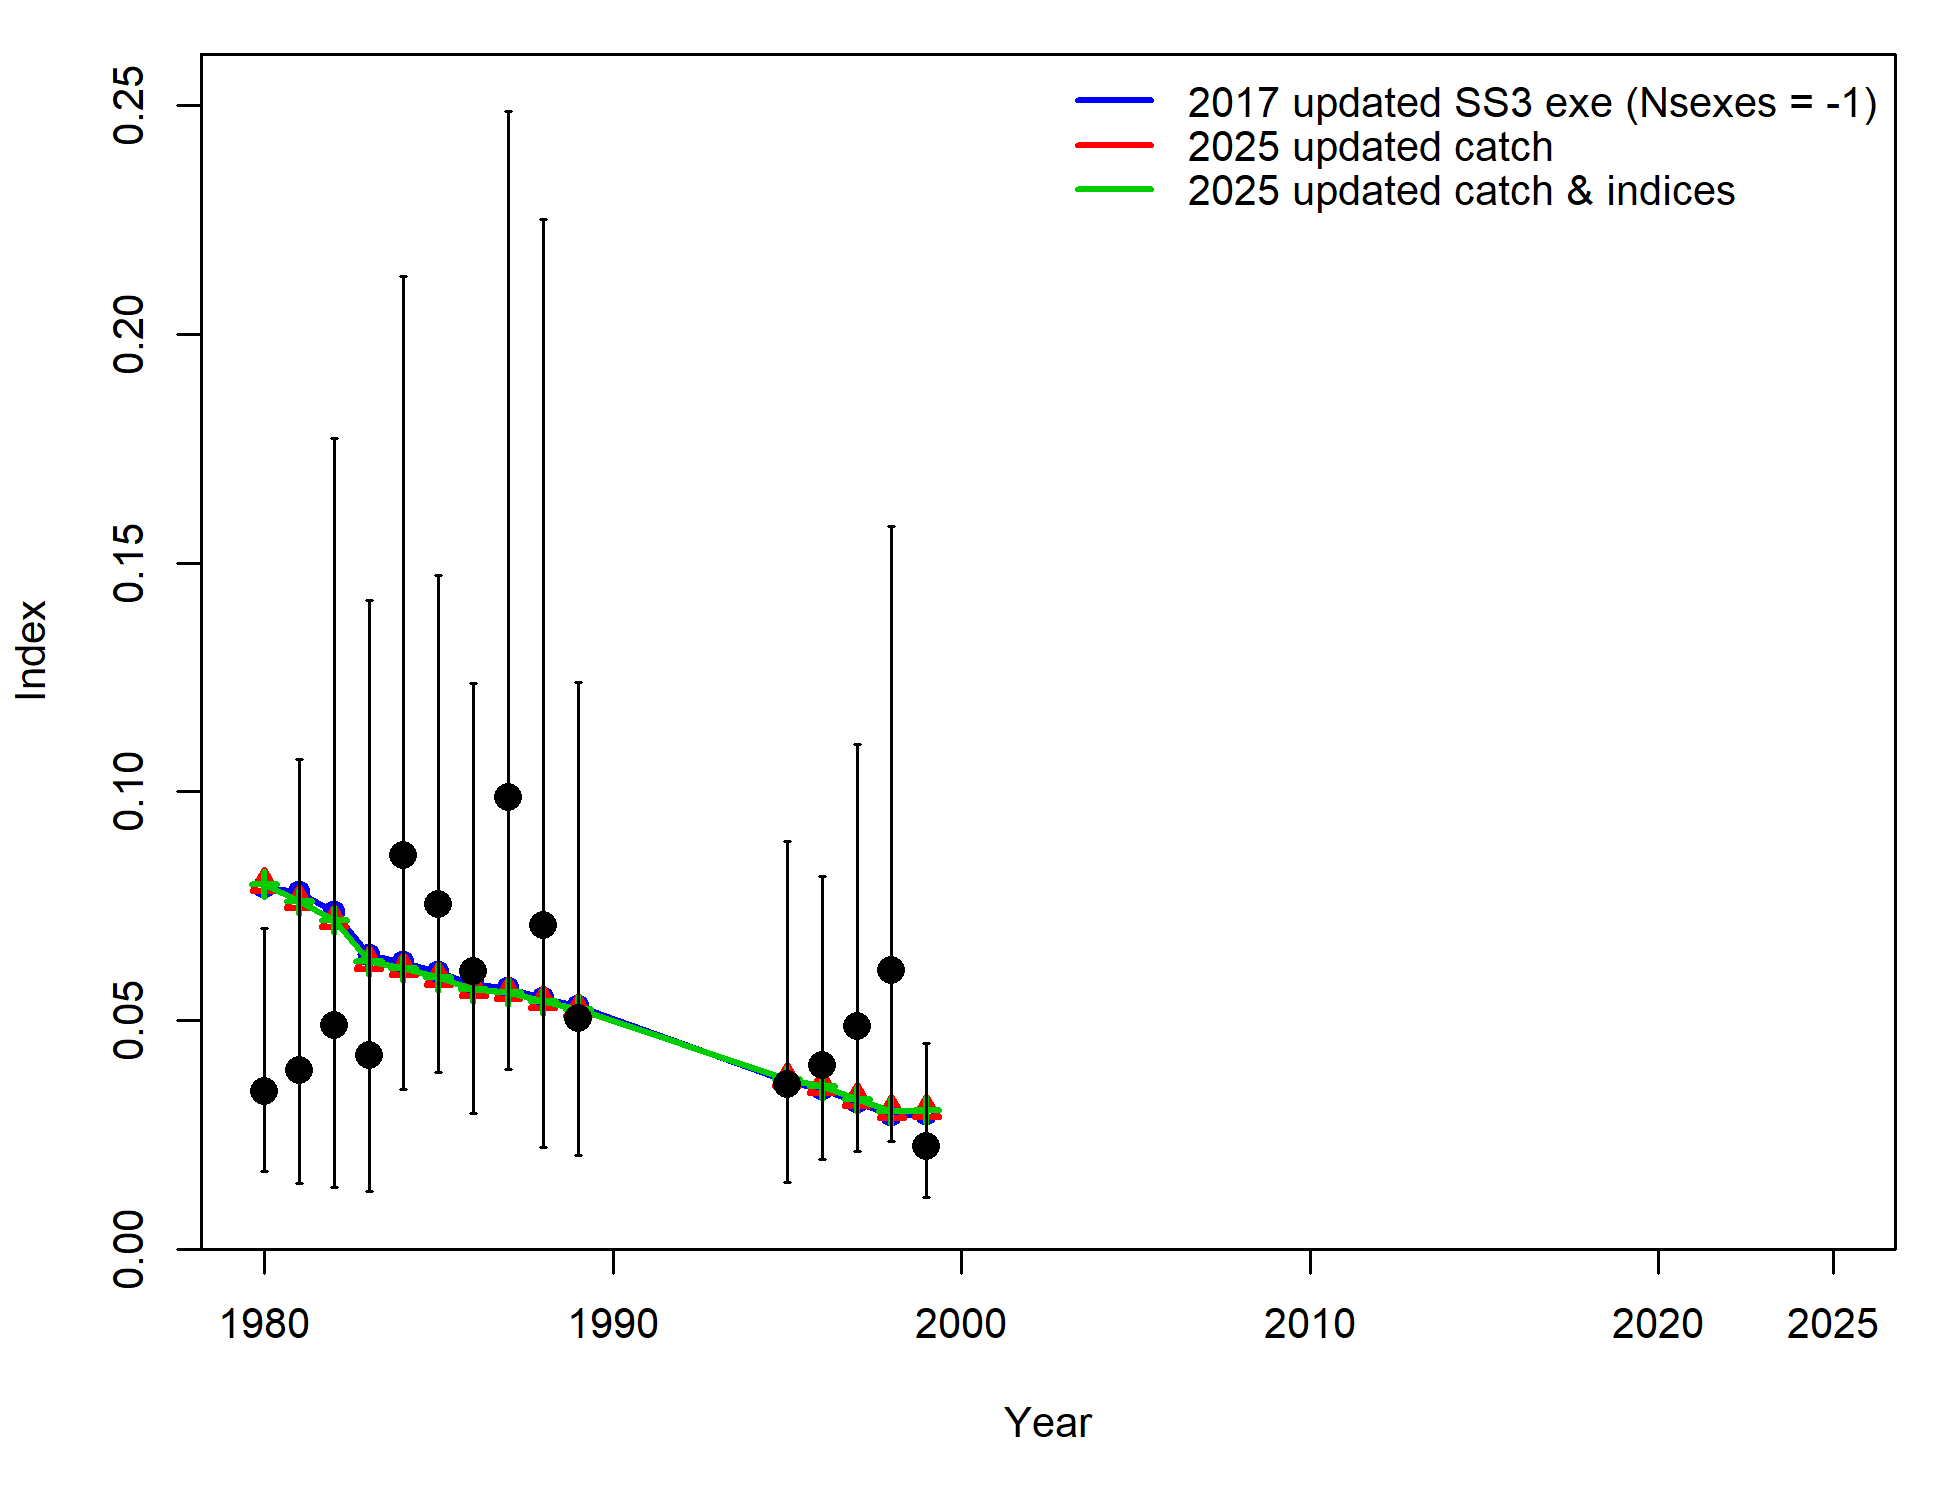 2017 updated SS3 exe (Nsexes = -1)
2025 updated catch
2025 updated catch & indices
0.25
0.20
0.15
0.10
0.05
0.00
Index
1980 1990 2000 2010 2020 2025
Year